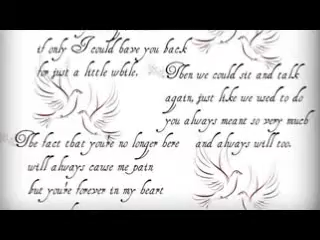 if only I could have you back
for just a little while.
Then we could sit and talk
again, just like we used to do
you always meant so very much
and always will too.
The fact that you're no longer here
will always cause me pain
but you're forever in my heart